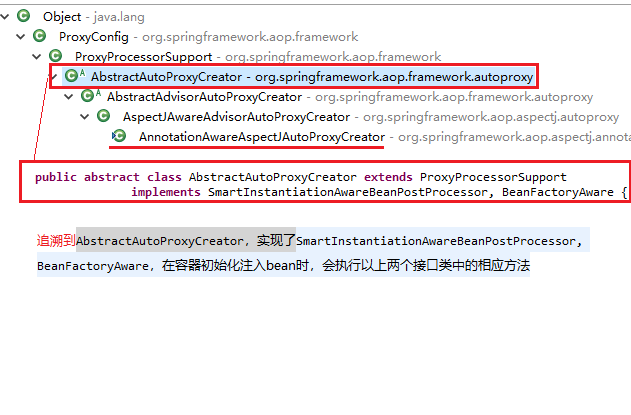 Object - java.lang
ProxyConfig - org.springframework.aop.framework
ProxyProcessorSupport - org.springframework.aop.framework
AbstractAutoProxyCreator - org.springframework.aop.framework.autoproxy
AbstractAdvisorAutoProxyCreator - org.springframework.aop.framework.autoproxy
AspectJAwareAdvisorAutoProxyCreator - org.springframework.aop.aspectj.autoproxy
AnnotationAwareAspectJAutoProxyCreator - org.springframework.aop.aspectj.annota
public abstract class AbstractAutoProxyCreator extends ProxyProcessorSupport
implements SmartInstantiationAwareBeanPostProcessor, BeanFactoryAware {
追溯到AbstractAutoProxyCreator，实现了SmartInstantiationAwareBeanPostProcessor,
BeanFactoryAware，在容器初始化注入bean时，会执行以上两个接口类中的相应方法